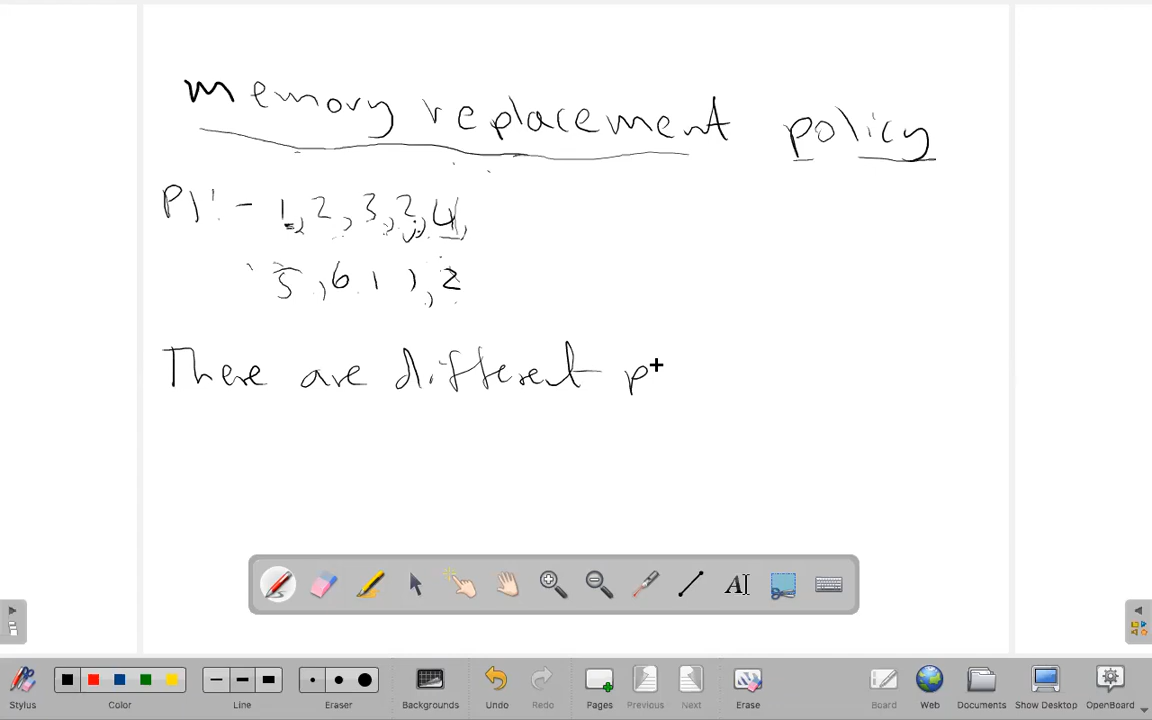 Memory replacement policy
P1:- 1, 2, 3, 2, 4,
5, 6, 1, 2
There are different p
Stylus Color Line Eraser Backgrounds Undo Redo Pages Previous Next Erase Board Web Documents Show Desktop OpenBoard